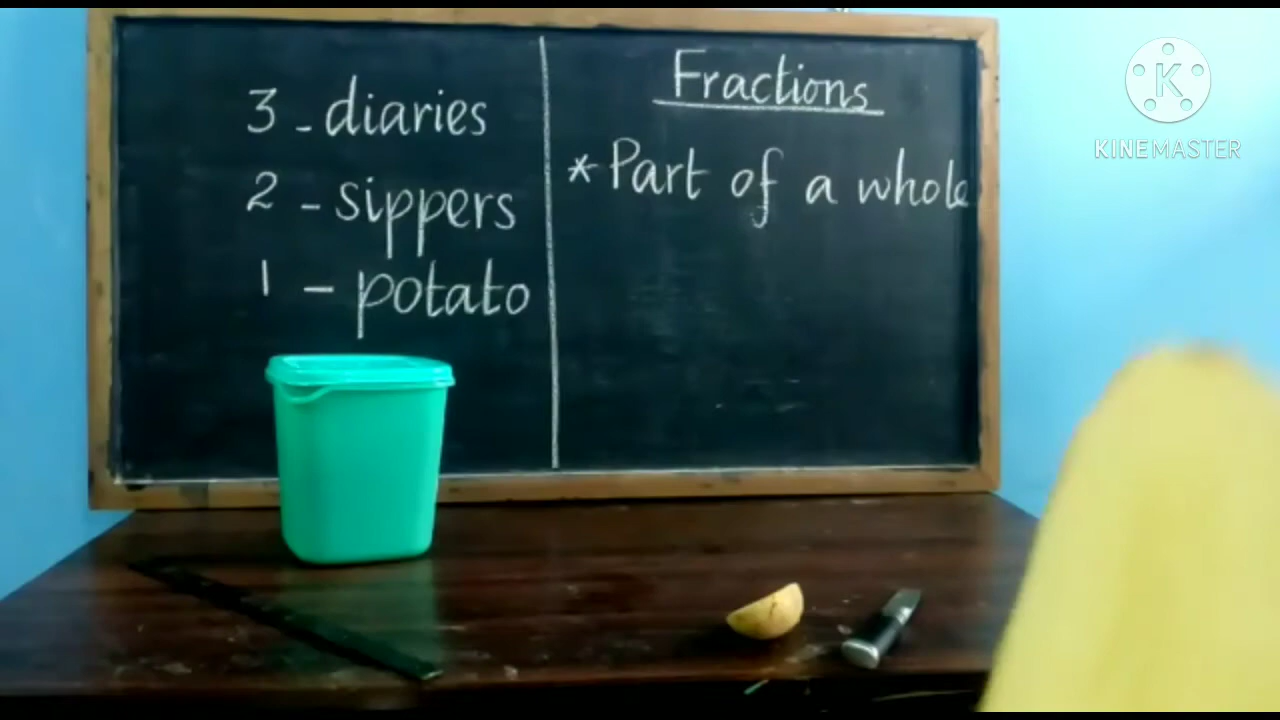 3 - diaries
2 - sippers
1 - potato
Fractions
* Part of a whole
K
KINEMASTER